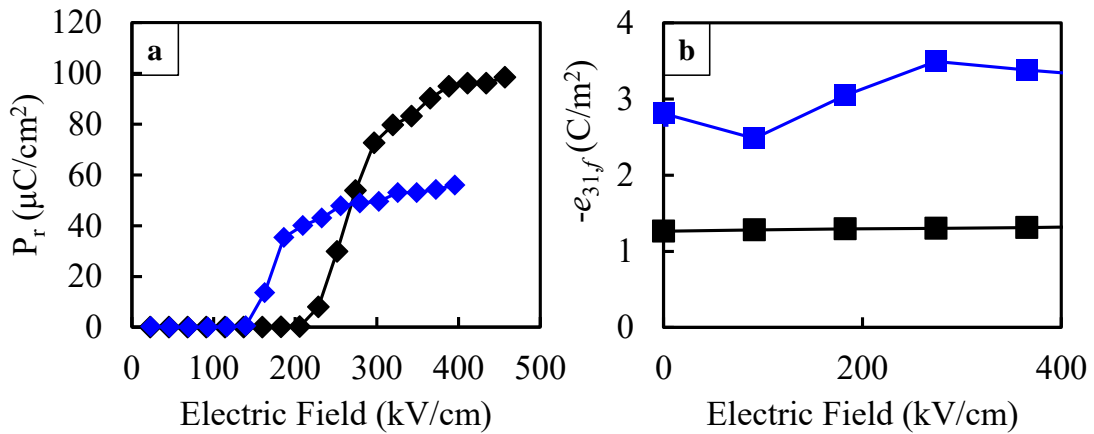 a
120
100
80
60
40
20
0
Pr (μC/cm²)
0 100 200 300 400 500
Electric Field (kV/cm)
b
4
3
2
1
0
-e31,f (C/m²)
0 200 400
Electric Field (kV/cm)